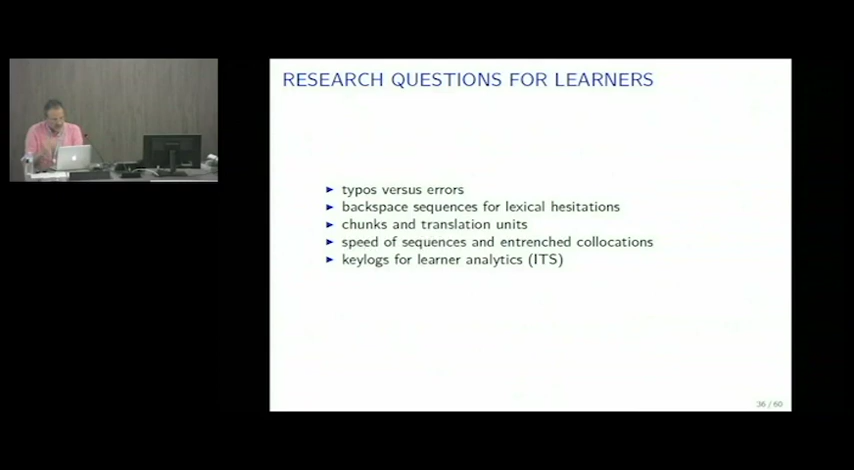 RESEARCH QUESTIONS FOR LEARNERS
► typos versus errors
► backspace sequences for lexical hesitations
► chunks and translation units
► speed of sequences and entrenched collocations
► keylogs for learner analytics (ITS)
36 / 60